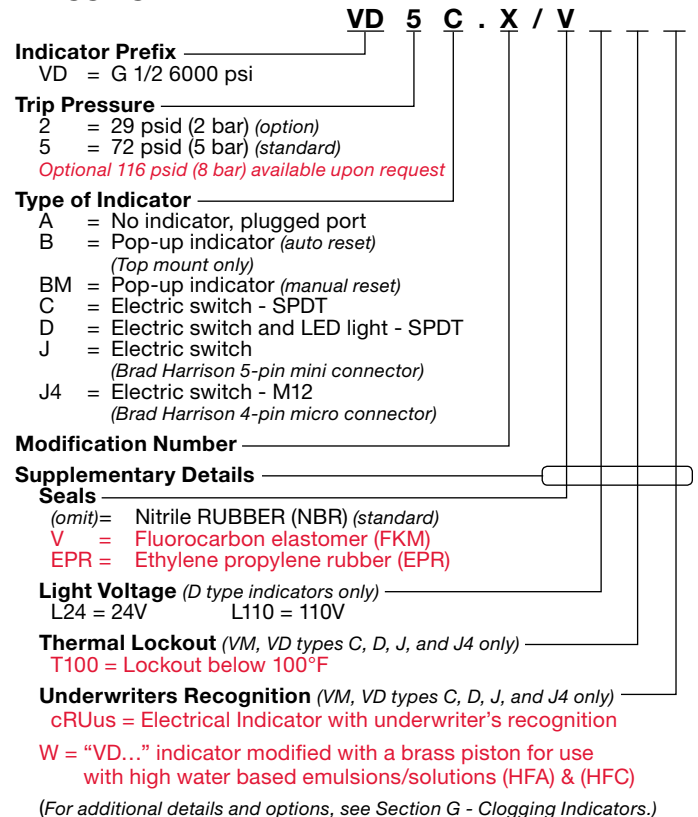 VD 5 C . X / V _ _ _
Indicator Prefix
VD = G 1/2 6000 psi
Trip Pressure
2 = 29 psid (2 bar) (option)
5 = 72 psid (5 bar) (standard)
Optional 116 psid (8 bar) available upon request
Type of Indicator
A = No indicator, plugged port
B = Pop-up indicator (auto reset)
(Top mount only)
BM = Pop-up indicator (manual reset)
C = Electric switch - SPDT
D = Electric switch and LED light - SPDT
J = Electric switch
(Brad Harrison 5-pin mini connector)
J4 = Electric switch - M12
(Brad Harrison 4-pin micro connector)
Modification Number
Supplementary Details
Seals
(omit)= Nitrile RUBBER (NBR) (standard)
V = Fluorocarbon elastomer (FKM)
EPR = Ethylene propylene rubber (EPR)
Light Voltage (D type indicators only)
L24 = 24V L110 = 110V
Thermal Lockout (VM, VD types C, D, J, and J4 only)
T100 = Lockout below 100°F
Underwriters Recognition (VM, VD types C, D, J, and J4 only)
cRUus = Electrical Indicator with underwriter's recognition
W = “VD…” indicator modified with a brass piston for use
with high water based emulsions/solutions (HFA) & (HFC)
(For additional details and options, see Section G - Clogging Indicators.)